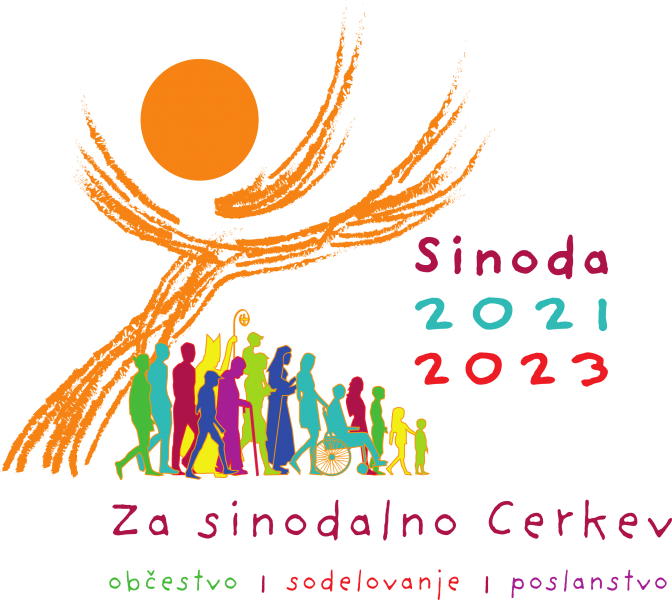 Sinoda
2021
2023
Za sinodalno Cerkev
občestvo | sodelovanje | poslanstvo